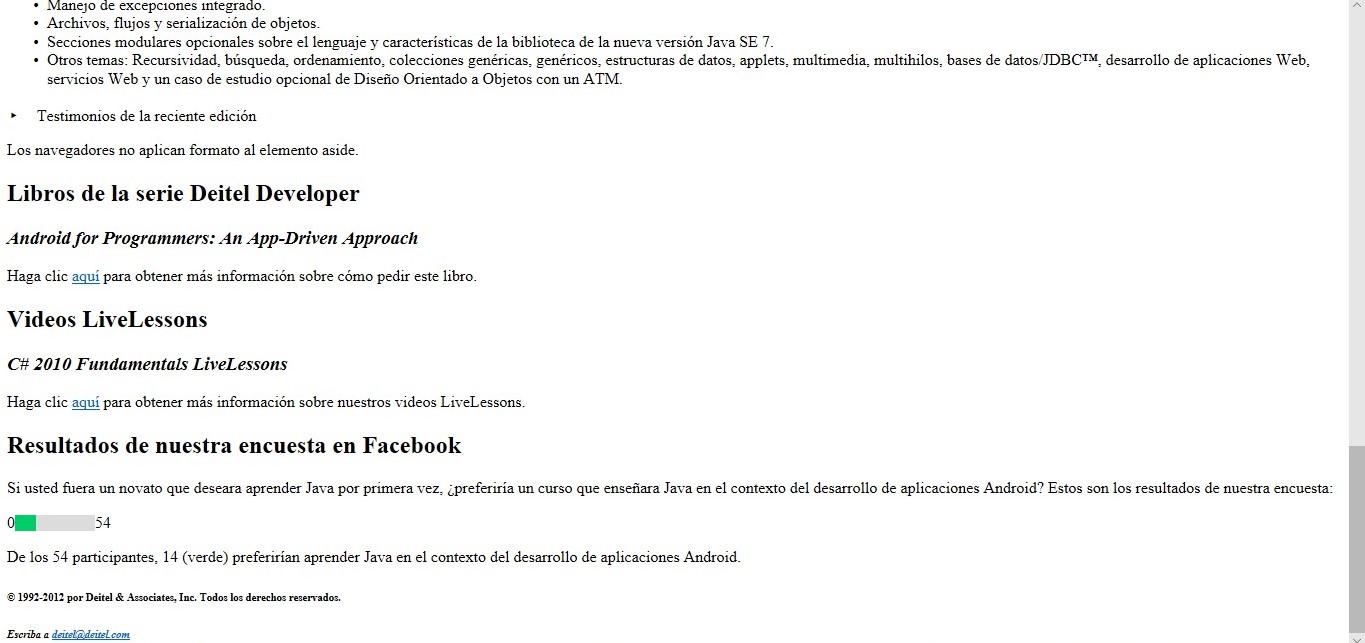 • Manejo de excepciones integrado.
• Archivos, flujos y serialización de objetos.
• Secciones modulares opcionales sobre el lenguaje y características de la biblioteca de la nueva versión Java SE 7.
• Otros temas: Recursividad, búsqueda, ordenamiento, colecciones genéricas, genéricos, estructuras de datos, applets, multimedia, multihilos, bases de datos/JDBC™, desarrollo de aplicaciones Web,
servicios Web y un caso de estudio opcional de Diseño Orientado a Objetos con un ATM.
Testimonios de la reciente edición
Los navegadores no aplican formato al elemento aside.
Libros de la serie Deitel Developer
Android for Programmers: An App-Driven Approach
Haga clic aquí para obtener más información sobre cómo pedir este libro.
Videos LiveLessons
C# 2010 Fundamentals LiveLessons
Haga clic aquí para obtener más información sobre nuestros videos LiveLessons.
Resultados de nuestra encuesta en Facebook
Si usted fuera un novato que deseara aprender Java por primera vez, ¿preferiría un curso que enseñara Java en el contexto del desarrollo de aplicaciones Android? Estos son los resultados de nuestra encuesta:
0 54
De los 54 participantes, 14 (verde) preferirían aprender Java en el contexto del desarrollo de aplicaciones Android.
© 1992-2012 por Deitel & Associates, Inc. Todos los derechos reservados.
Escriba a deitel@deitel.com